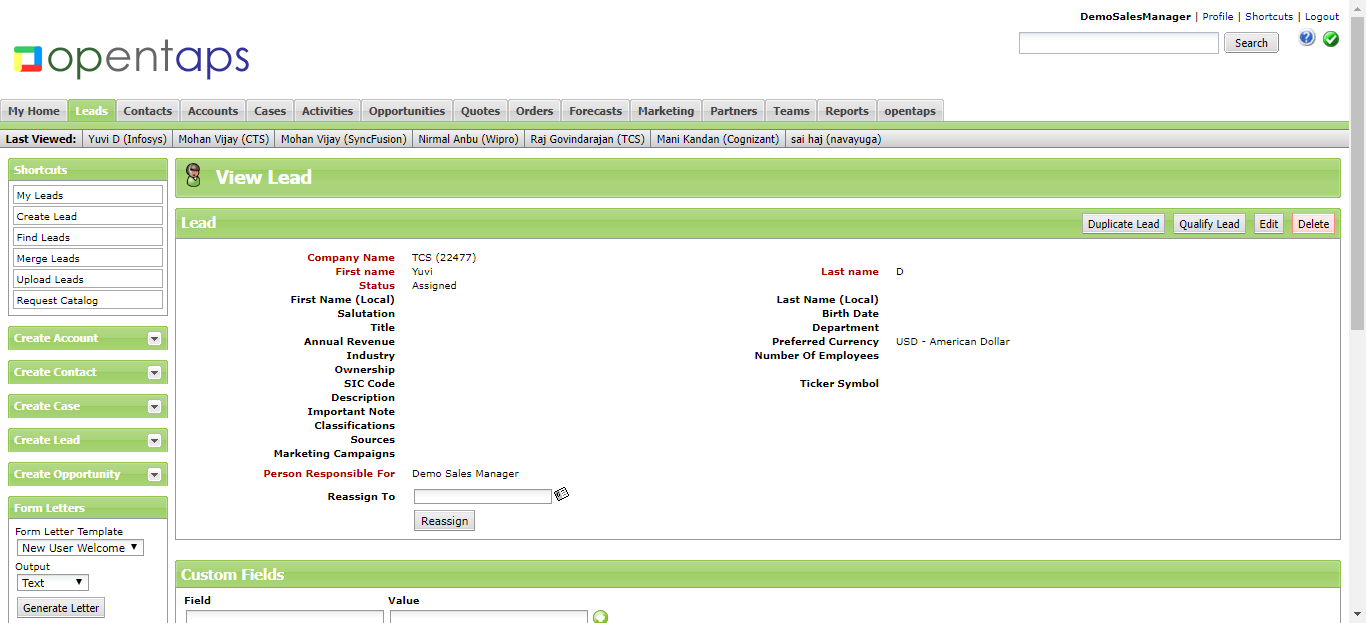 DemoSalesManager | Profile | Shortcuts | Logout
opentaps
Search
My Home Leads Contacts Accounts Cases Activities Opportunities Quotes Orders Forecasts Marketing Partners Teams Reports opentaps
Last Viewed: Yuvi D (Infosys) Mohan Vijay (CTS) Mohan Vijay (SyncFusion) Nirmal Anbu (Wipro) Raj Govindarajan (TCS) Mani Kandan (Cognizant) sai haj (navayuga)
Shortcuts
My Leads
Create Lead
Find Leads
Merge Leads
Upload Leads
Request Catalog
Create Account
Create Contact
Create Case
Create Lead
Create Opportunity
Form Letters
Form Letter Template
New User Welcome
Output
Text
Generate Letter
View Lead
Lead
Duplicate Lead Qualify Lead Edit Delete
Company Name TCS (22477)
First name Yuvi Last name D
Status Assigned
First Name (Local) Last Name (Local)
Salutation Birth Date
Title Department
Annual Revenue Preferred Currency USD - American Dollar
Industry Number Of Employees
Ownership
SIC Code Ticker Symbol
Description
Important Note
Classifications
Sources
Marketing Campaigns
Person Responsible For Demo Sales Manager
Reassign To
Reassign
Custom Fields
Field Value